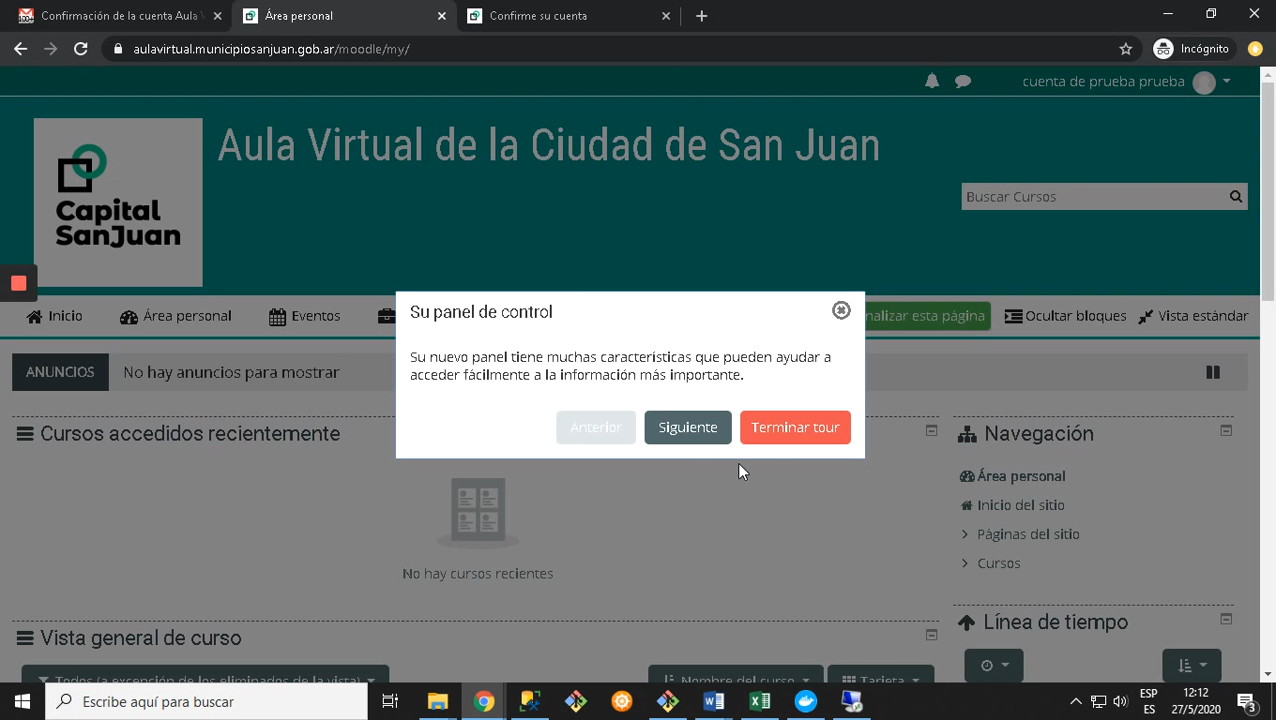 Confirmación de la cuenta Aula V
Área personal
Confirme su cuenta
aulavirtual.municipiosanjuan.gob.ar/moodle/my/
Incógnito
cuenta de prueba prueba
Aula Virtual de la Ciudad de San Juan
Capital
SanJuan
Buscar Cursos
Inicio
Área personal
Eventos
nalizar esta página
Ocultar bloques
Vista estándar
Su panel de control
Su nuevo panel tiene muchas características que pueden ayudar a
acceder fácilmente a la información más importante.
Anterior
Siguiente
Terminar tour
ANUNCIOS
No hay anuncios para mostrar
Cursos accedidos recientemente
No hay cursos recientes
Vista general de curso
Todos (a excepción de los eliminados de la vista)
Nombre del curso
Tarjeta
Navegación
Área personal
Inicio del sitio
Páginas del sitio
Cursos
Línea de tiempo
Escribe aquí para buscar
ESP
ES
12:12
27/5/2020
3